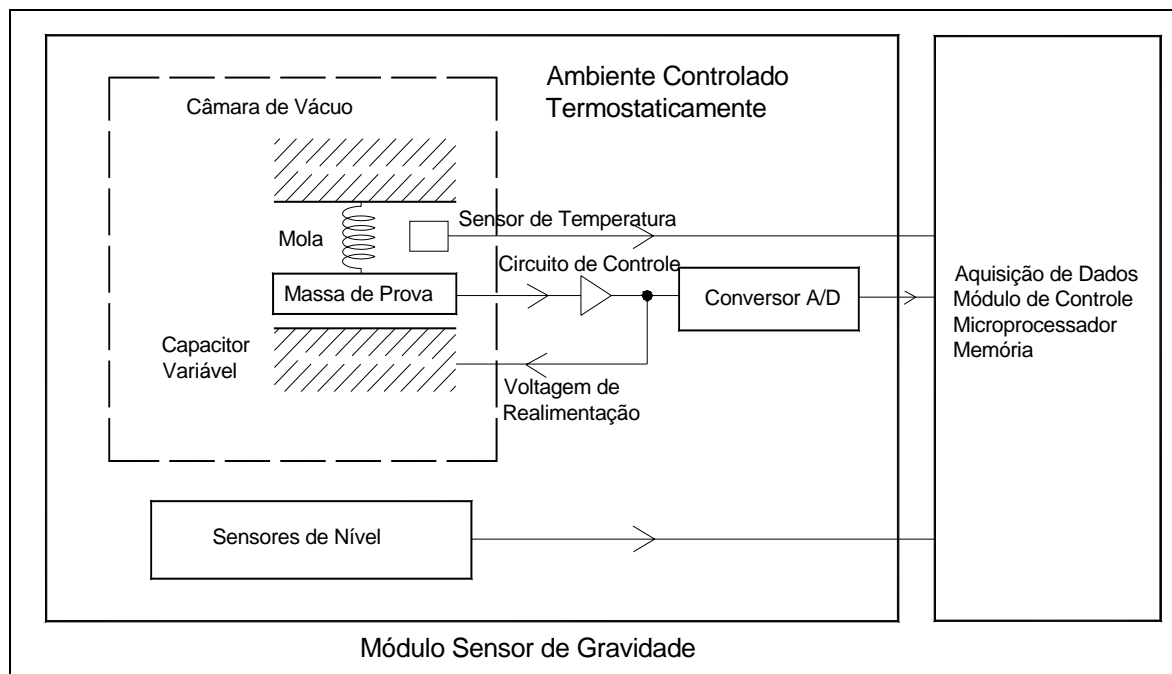 Ambiente Controlado
Termostaticamente
Câmara de Vácuo
Sensor de Temperatura
Mola
Circuito de Controle
Massa de Prova
Conversor A/D
Capacitor
Variável
Voltagem de
Realimentação
Sensores de Nível
Aquisição de Dados
Módulo de Controle
Microprocessador
Memória
Módulo Sensor de Gravidade